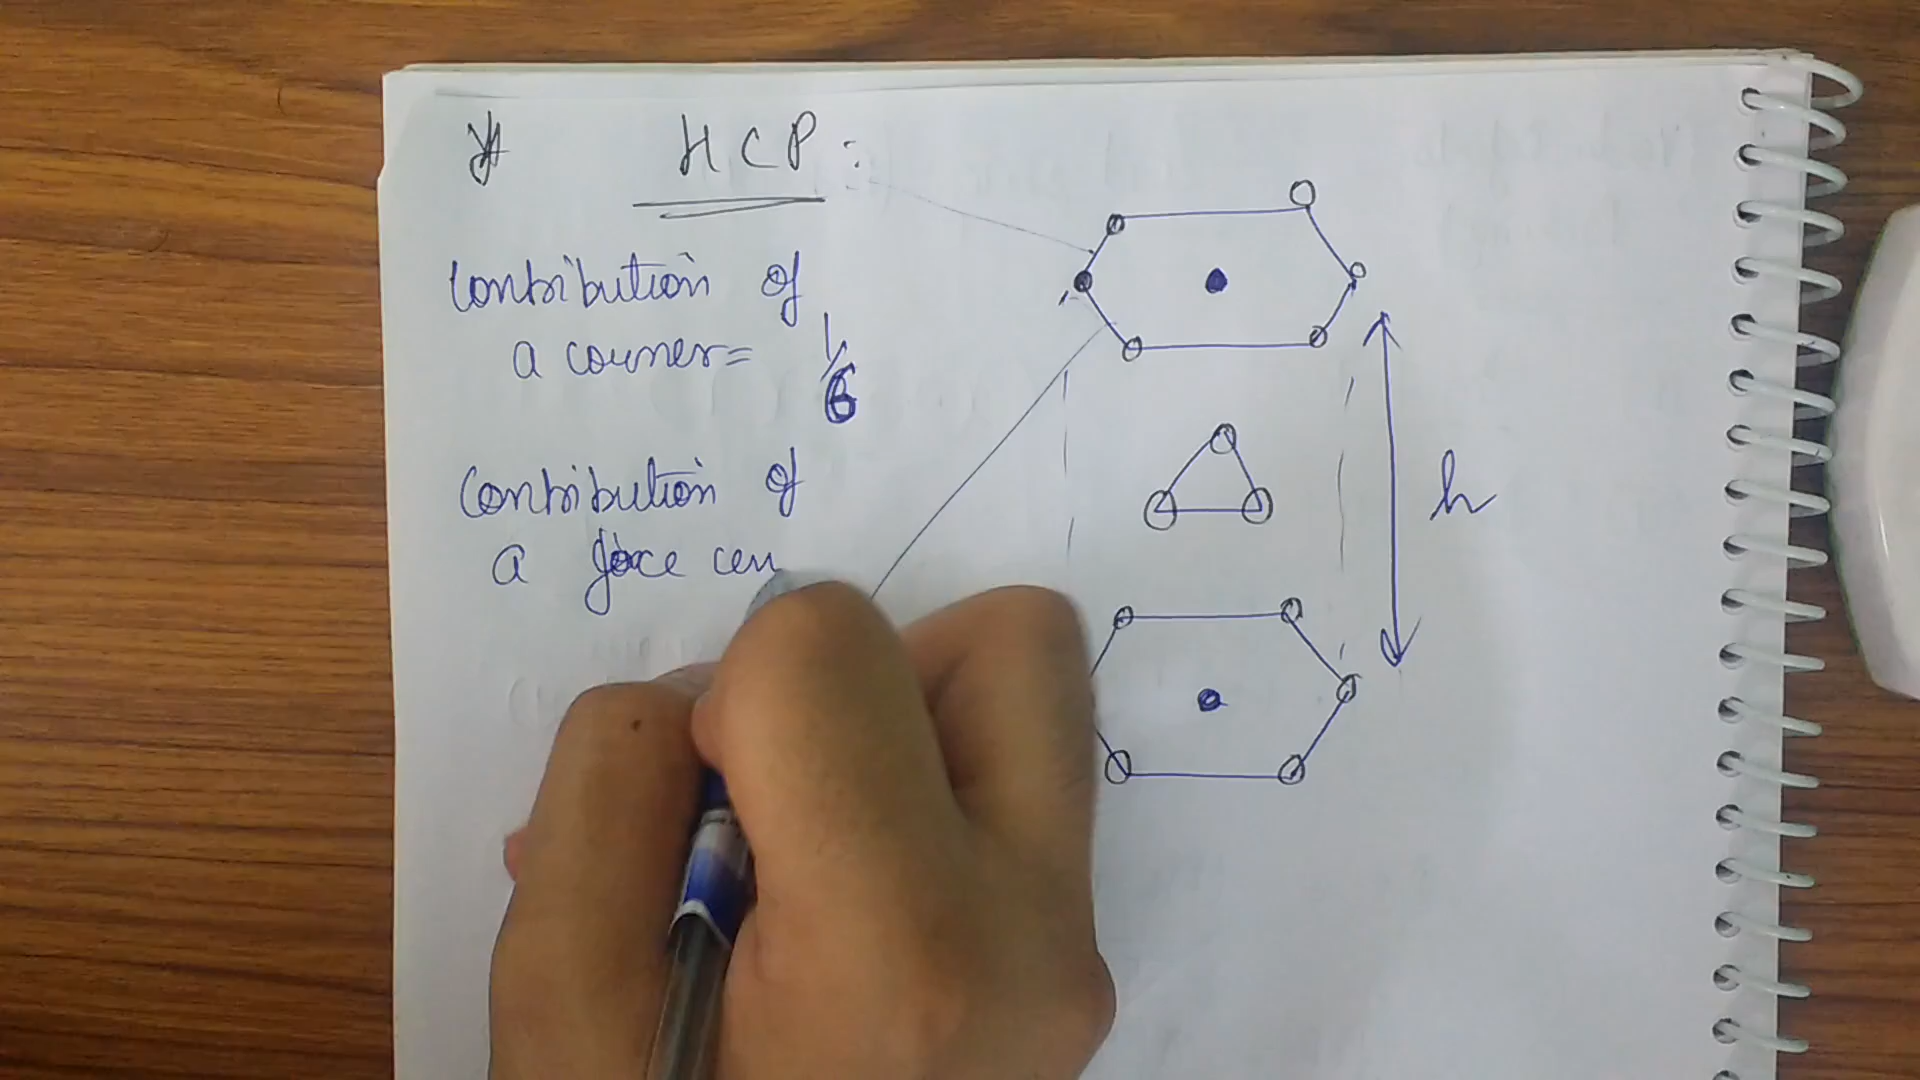 * HCP:
Contribution of
a corner = 1/6
Contribution of
a face cen
h